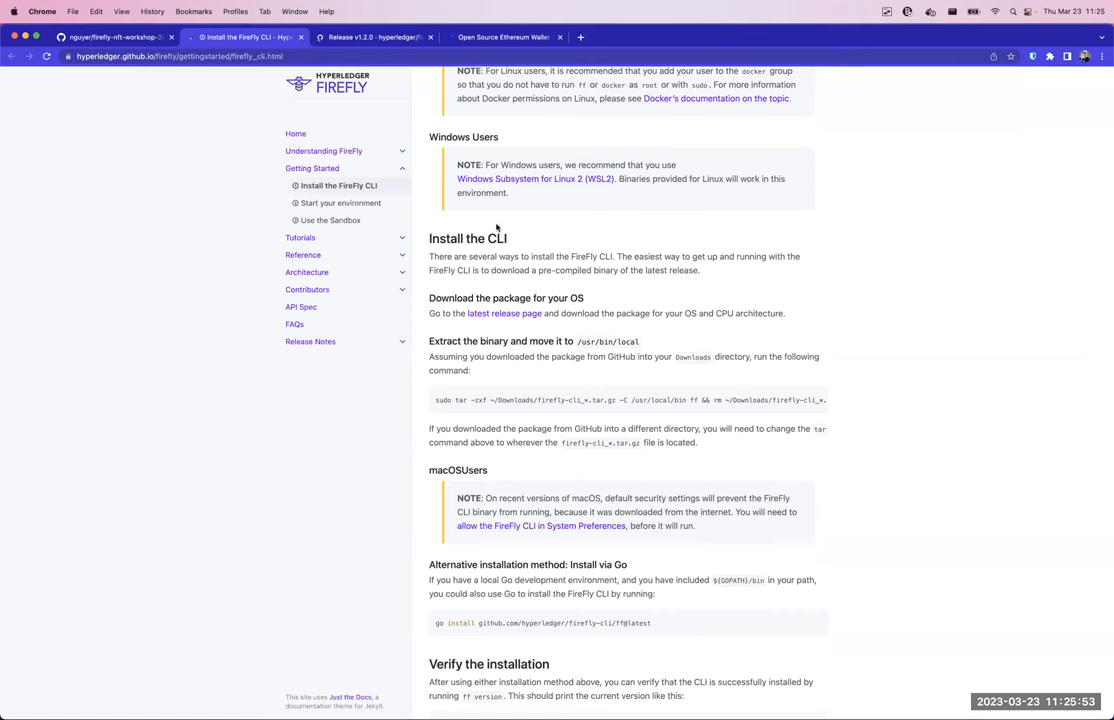 Chrome File Edit View History Bookmarks Profiles Tab Window Help
Thu Mar 23 11:25
nguyer/firefly-nft-workshop-2
Install the FireFly CLI - Hype
Release v1.2.0 - hyperledger/fi
Open Source Ethereum Wallet
hyperledger.github.io/firefly/gettingstarted/firefly_cli.html
HYPERLEDGER
FIREFLY
Home
Understanding FireFly
Getting Started
Install the FireFly CLI
Start your environment
Use the Sandbox
Tutorials
Reference
Architecture
Contributors
API Spec
FAQs
Release Notes
This site uses Just the Docs, a
documentation theme for Jekyll.
NOTE: For Linux users, it is recommended that you add your user to the docker group
so that you do not have to run ff or docker as root or with sudo. For more information
about Docker permissions on Linux, please see Docker's documentation on the topic.
Windows Users
NOTE: For Windows users, we recommend that you use
Windows Subsystem for Linux 2 (WSL2). Binaries provided for Linux will work in this
environment.
Install the CLI
There are several ways to install the FireFly CLI. The easiest way to get up and running with the
FireFly CLI is to download a pre-compiled binary of the latest release.
Download the package for your OS
Go to the latest release page and download the package for your OS and CPU architecture.
Extract the binary and move it to /usr/bin/local
Assuming you downloaded the package from GitHub into your Downloads directory, run the following
command:
sudo tar -zxf ~/Downloads/firefly-cli_*.tar.gz -C /usr/local/bin ff && rm ~/Downloads/firefly-cli_*.
If you downloaded the package from GitHub into a different directory, you will need to change the tar
command above to wherever the firefly-cli_*.tar.gz file is located.
macOSUsers
NOTE: On recent versions of macOS, default security settings will prevent the FireFly
CLI binary from running, because it was downloaded from the internet. You will need to
allow the FireFly CLI in System Preferences, before it will run.
Alternative installation method: Install via Go
If you have a local Go development environment, and you have included ${GOPATH}/bin in your path,
you could also use Go to install the FireFly CLI by running:
go install github.com/hyperledger/firefly-cli/ff@latest
Verify the installation
After using either installation method above, you can verify that the CLI is successfully installed by
running ff version. This should print the current version like this:
2023-03-23 11:25:53